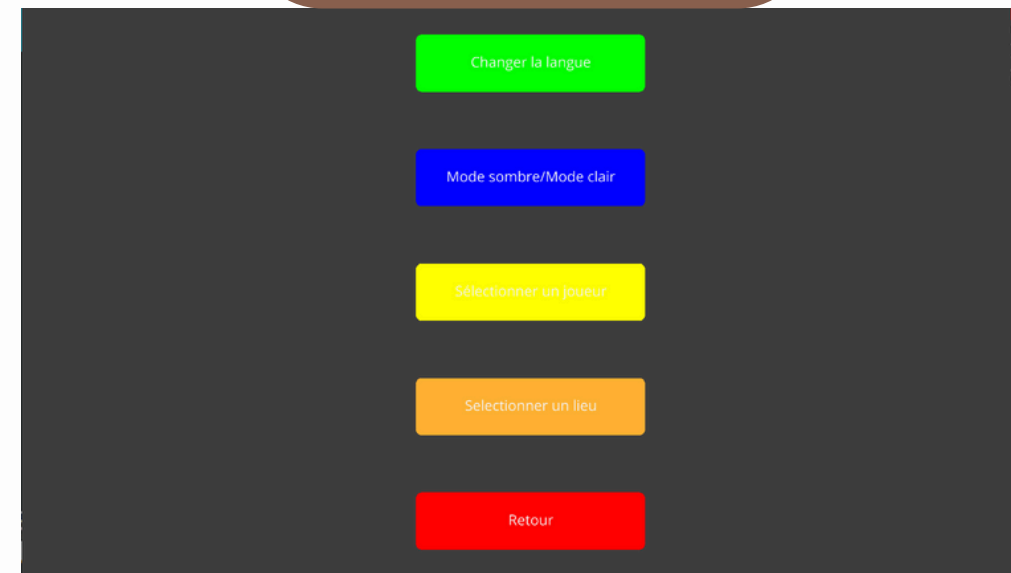 Changer la langue
Mode sombre/Mode clair
Sélectionner un joueur
Selectionner un lieu
Retour